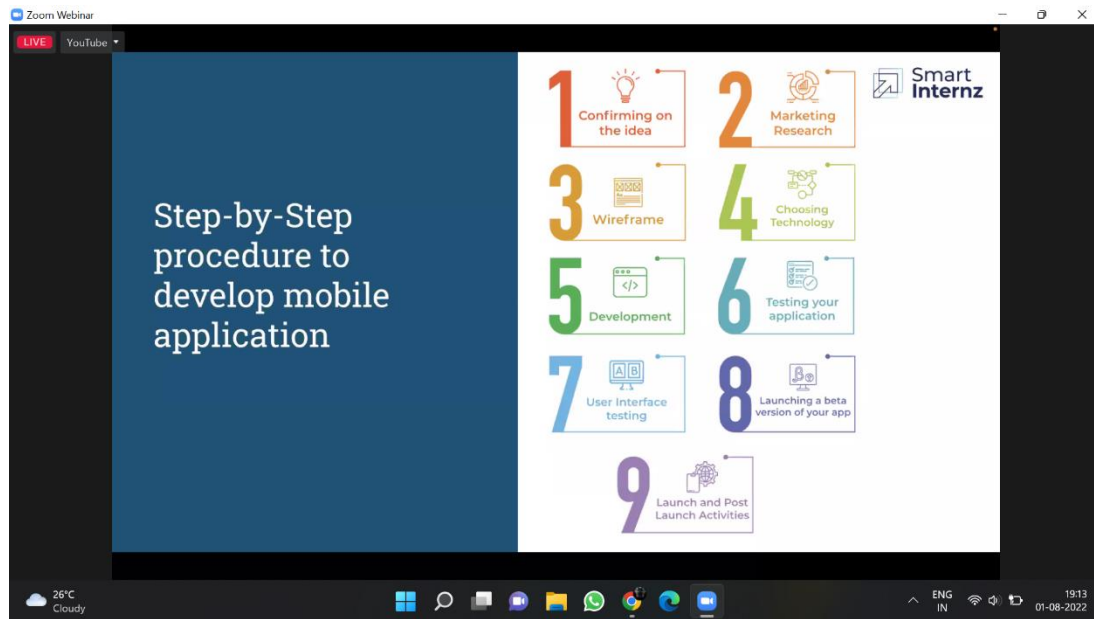 Zoom Webinar
LIVE YouTube
Step-by-Step
procedure to
develop mobile
application
Smart
Internz
1
Confirming on
the idea
2
Marketing
Research
3
Wireframe
4
Choosing
Technology
5
</>
Development
6
Testing your
application
7
A B
User Interface
testing
8
Launching a beta
version of your app
9
Launch and Post
Launch Activities
26°C
Cloudy
ENG
IN
19:13
01-08-2022